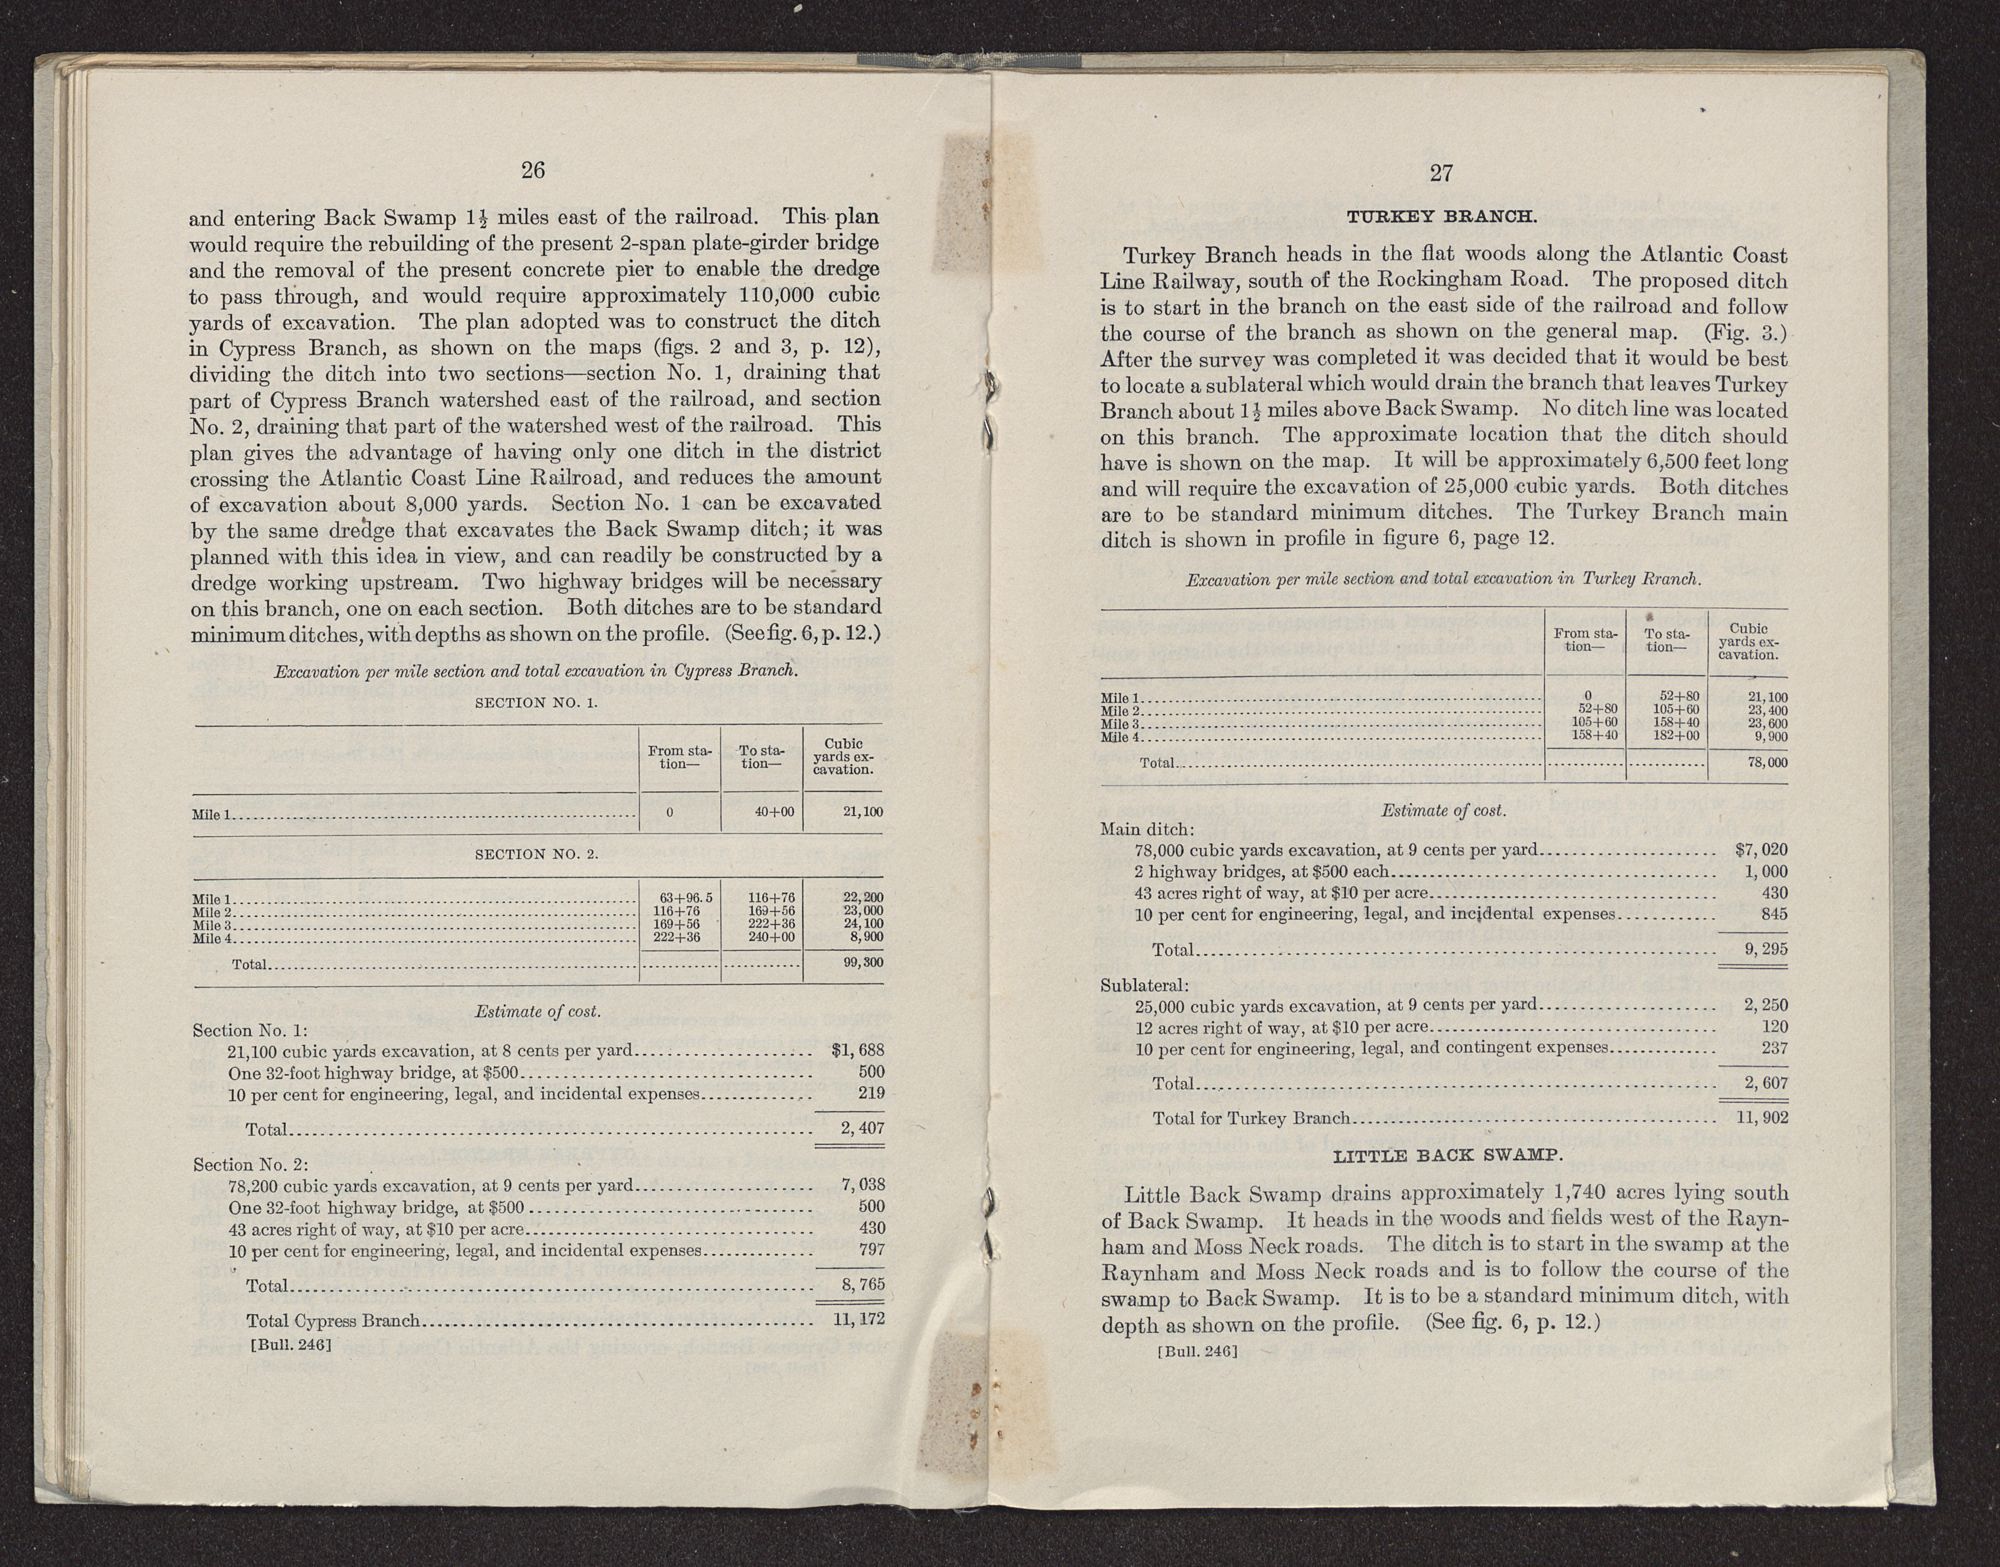 26
and entering Back Swamp 1½ miles east of the railroad. This plan
would require the rebuilding of the present 2-span plate-girder bridge
and the removal of the present concrete pier to enable the dredge
to pass through, and would require approximately 110,000 cubic
yards of excavation. The plan adopted was to construct the ditch
in Cypress Branch, as shown on the maps (figs. 2 and 3, p. 12),
dividing the ditch into two sections—section No. 1, draining that
part of Cypress Branch watershed east of the railroad, and section
No. 2, draining that part of the watershed west of the railroad. This
plan gives the advantage of having only one ditch in the district
crossing the Atlantic Coast Line Railroad, and reduces the amount
of excavation about 8,000 yards. Section No. 1 can be excavated
by the same dredge that excavates the Back Swamp ditch; it was
planned with this idea in view, and can readily be constructed by a
dredge working upstream. Two highway bridges will be necessary
on this branch, one on each section. Both ditches are to be standard
minimum ditches, with depths as shown on the profile. (See fig. 6, p. 12.)
Excavation per mile section and total excavation in Cypress Branch.
SECTION NO. 1.
From sta-
tion—
To sta-
tion—
Cubic
yards ex-
cavation.
Mile 1 0 40+00 21,100
SECTION NO. 2.
Mile 1 63+96.5 116+76 22,200
Mile 2 116+76 169+56 23,000
Mile 3 169+56 222+36 24,100
Mile 4 222+36 240+00 8,900
Total 99,300
Estimate of cost.
Section No. 1:
21,100 cubic yards excavation, at 8 cents per yard $1,688
One 32-foot highway bridge, at $500 500
10 per cent for engineering, legal, and incidental expenses 219
Total 2,407
Section No. 2:
78,200 cubic yards excavation, at 9 cents per yard 7,038
One 32-foot highway bridge, at $500 500
43 acres right of way, at $10 per acre 430
10 per cent for engineering, legal, and incidental expenses 797
Total 8,765
Total Cypress Branch 11,172
[Bull. 246]
27
TURKEY BRANCH.
Turkey Branch heads in the flat woods along the Atlantic Coast
Line Railway, south of the Rockingham Road. The proposed ditch
is to start in the branch on the east side of the railroad and follow
the course of the branch as shown on the general map. (Fig. 3.)
After the survey was completed it was decided that it would be best
to locate a sublateral which would drain the branch that leaves Turkey
Branch about 1½ miles above Back Swamp. No ditch line was located
on this branch. The approximate location that the ditch should
have is shown on the map. It will be approximately 6,500 feet long
and will require the excavation of 25,000 cubic yards. Both ditches
are to be standard minimum ditches. The Turkey Branch main
ditch is shown in profile in figure 6, page 12.
Excavation per mile section and total excavation in Turkey Rranch.
From sta-
tion—
To sta-
tion—
Cubic
yards ex-
cavation.
Mile 1 0 52+80 21,100
Mile 2 52+80 105+60 23,400
Mile 3 105+60 158+40 23,600
Mile 4 158+40 182+00 9,900
Total 78,000
Estimate of cost.
Main ditch:
78,000 cubic yards excavation, at 9 cents per yard $7,020
2 highway bridges, at $500 each 1,000
43 acres right of way, at $10 per acre 430
10 per cent for engineering, legal, and incidental expenses 845
Total 9,295
Sublateral:
25,000 cubic yards excavation, at 9 cents per yard 2,250
12 acres right of way, at $10 per acre 120
10 per cent for engineering, legal, and contingent expenses 237
Total 2,607
Total for Turkey Branch 11,902
LITTLE BACK SWAMP.
Little Back Swamp drains approximately 1,740 acres lying south
of Back Swamp. It heads in the woods and fields west of the Rayn-
ham and Moss Neck roads. The ditch is to start in the swamp at the
Raynham and Moss Neck roads and is to follow the course of the
swamp to Back Swamp. It is to be a standard minimum ditch, with
depth as shown on the profile. (See fig. 6, p. 12.)
[Bull. 246]